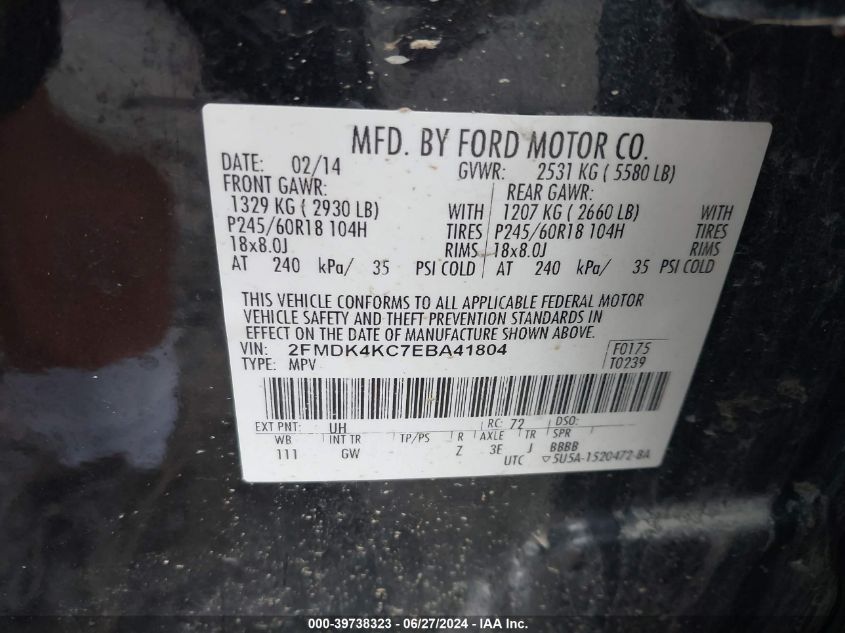 MFD. BY FORD MOTOR CO.
DATE: 02/14 GVWR: 2531 KG ( 5580 LB)
FRONT GAWR: REAR GAWR:
1329 KG ( 2930 LB) WITH 1207 KG ( 2660 LB) WITH
P245/60R18 104H TIRES P245/60R18 104H TIRES
18x8.0J RIMS 18x8.0J RIMS
AT 240 kPa/ 35 PSI COLD AT 240 kPa/ 35 PSI COLD
THIS VEHICLE CONFORMS TO ALL APPLICABLE FEDERAL MOTOR
VEHICLE SAFETY AND THEFT PREVENTION STANDARDS IN
EFFECT ON THE DATE OF MANUFACTURE SHOWN ABOVE.
VIN: 2FMDK4KC7EBA41804 F0175
TYPE: MPV T0239
EXT PNT: UH RC: 72 DSO:
WB INT TR TP/PS R AXLE TR SPR
111 GW Z 3E J BBBB
UTC ▽5U5A-1520472-BA
000-39738323 - 06/27/2024 - IAA Inc.